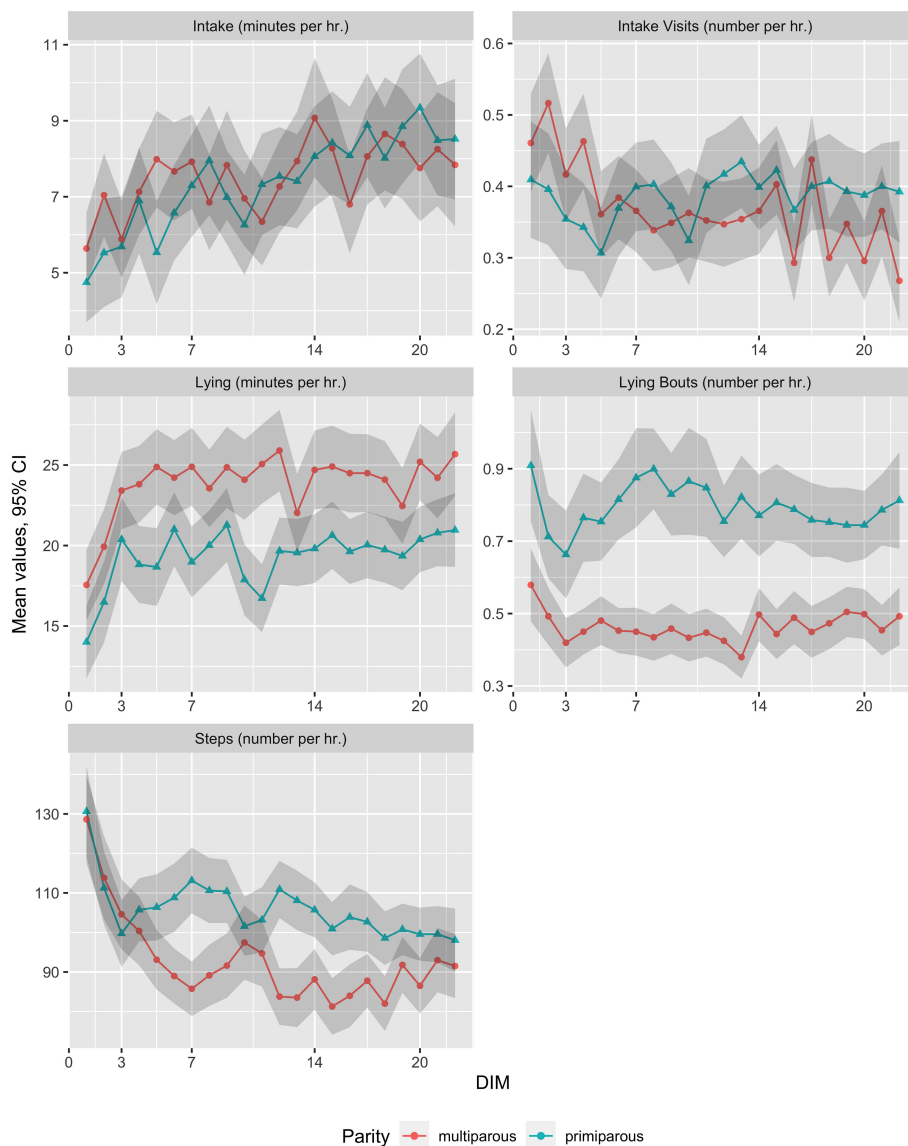 Intake (minutes per hr.)
Intake Visits (number per hr.)
11
9
7
5
0 3 7 14 20
0.6
0.5
0.4
0.3
0.2
0 3 7 14 20
Lying (minutes per hr.)
Lying Bouts (number per hr.)
25
20
15
0 3 7 14 20
0.9
0.7
0.5
0.3
0 3 7 14 20
Mean values, 95% CI
Steps (number per hr.)
130
110
90
0 3 7 14 20
DIM
Parity multiparous primiparous